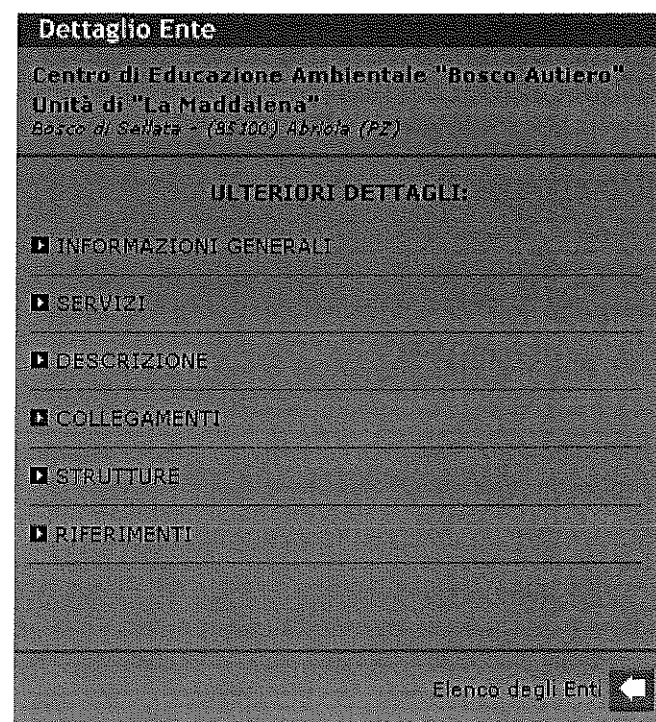 Dettaglio Ente
Centro di Educazione Ambientale "Bosco Autiero"
Unità di "La Maddalena"
Bosco di Sellata - (85100) Abriola (PZ)
ULTERIORI DETTAGLI:
INFORMAZIONI GENERALI
SERVIZI
DESCRIZIONE
COLLEGAMENTI
STRUTTURE
RIFERIMENTI
Elenco degli Enti